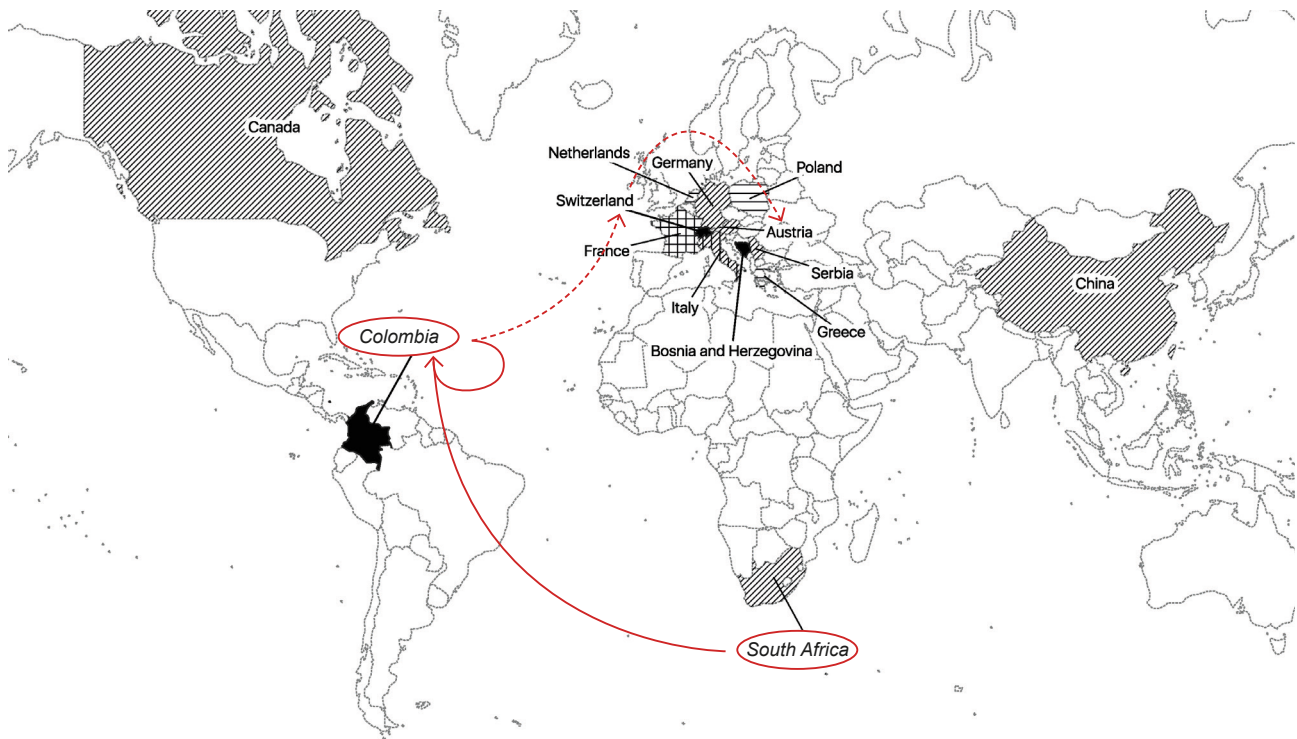 Canada
Netherlands
Germany
Poland
Switzerland
Austria
France
Serbia
China
Italy
Greece
Colombia
Bosnia and Herzegovina
South Africa